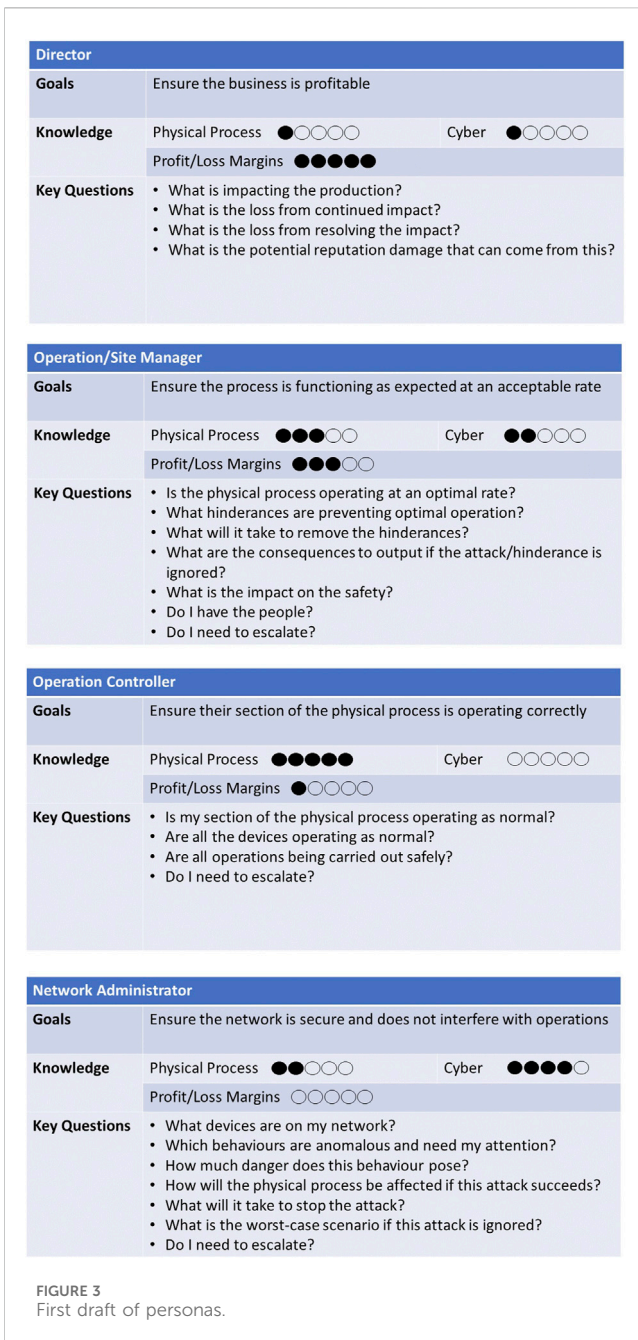 Director
Goals Ensure the business is profitable
Knowledge Physical Process ●○○○○ Cyber ●○○○○
Profit/Loss Margins ●●●●●
Key Questions • What is impacting the production?
• What is the loss from continued impact?
• What is the loss from resolving the impact?
• What is the potential reputation damage that can come from this?
Operation/Site Manager
Goals Ensure the process is functioning as expected at an acceptable rate
Knowledge Physical Process ●●●○○ Cyber ●●○○○
Profit/Loss Margins ●●●○○
Key Questions • Is the physical process operating at an optimal rate?
• What hinderances are preventing optimal operation?
• What will it take to remove the hinderances?
• What are the consequences to output if the attack/hinderance is
ignored?
• What is the impact on the safety?
• Do I have the people?
• Do I need to escalate?
Operation Controller
Goals Ensure their section of the physical process is operating correctly
Knowledge Physical Process ●●●●● Cyber ○○○○○
Profit/Loss Margins ●○○○○
Key Questions • Is my section of the physical process operating as normal?
• Are all the devices operating as normal?
• Are all operations being carried out safely?
• Do I need to escalate?
Network Administrator
Goals Ensure the network is secure and does not interfere with operations
Knowledge Physical Process ●●○○○ Cyber ●●●●○
Profit/Loss Margins ○○○○○
Key Questions • What devices are on my network?
• Which behaviours are anomalous and need my attention?
• How much danger does this behaviour pose?
• How will the physical process be affected if this attack succeeds?
• What will it take to stop the attack?
• What is the worst-case scenario if this attack is ignored?
• Do I need to escalate?
FIGURE 3
First draft of personas.